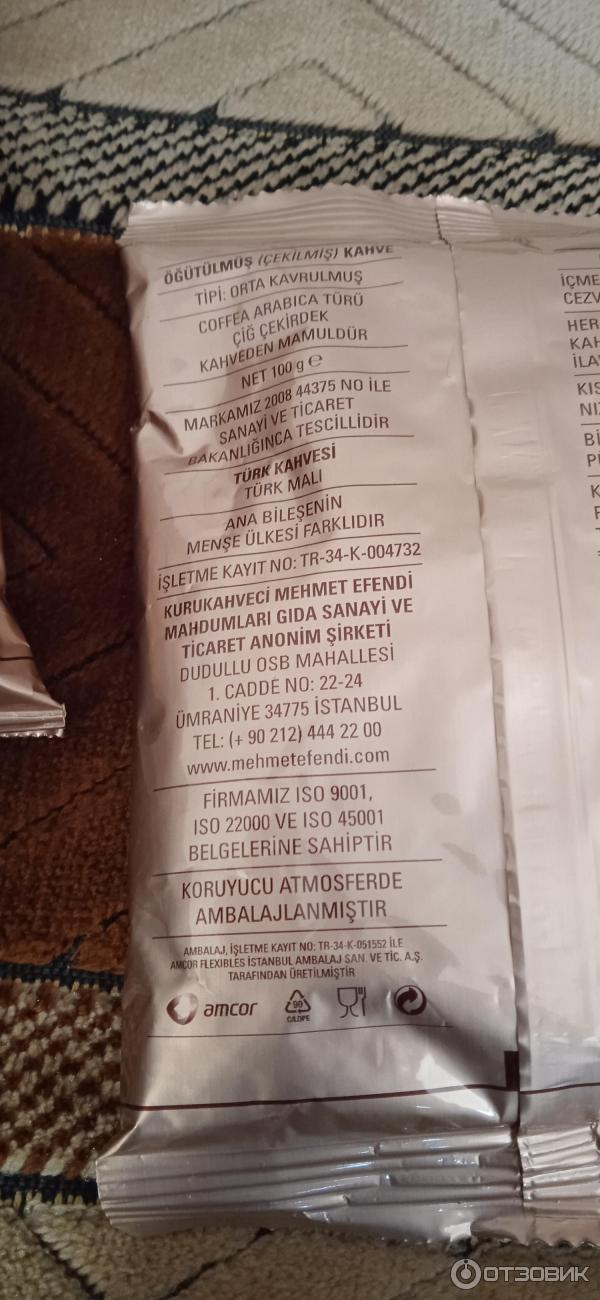 ÖĞÜTÜLMÜŞ (ÇEKİLMİŞ) KAHVE
TİPİ: ORTA KAVRULMUŞ
COFFEA ARABICA TÜRÜ
ÇİĞ ÇEKİRDEK
KAHVEDEN MAMULDÜR
NET 100 g ℮
MARKAMIZ 2008 44375 NO İLE
SANAYİ VE TİCARET
BAKANLIĞINCA TESCİLLİDİR
TÜRK KAHVESİ
TÜRK MALI
ANA BİLEŞENİN
MENŞE ÜLKESİ FARKLIDIR
İŞLETME KAYIT NO: TR-34-K-004732
KURUKAHVECİ MEHMET EFENDİ
MAHDUMLARI GIDA SANAYİ VE
TİCARET ANONİM ŞİRKETİ
DUDULLU OSB MAHALLESİ
1. CADDE NO: 22-24
ÜMRANİYE 34775 İSTANBUL
TEL: (+ 90 212) 444 22 00
www.mehmetefendi.com
FİRMAMIZ ISO 9001,
ISO 22000 VE ISO 45001
BELGELERİNE SAHİPTİR
KORUYUCU ATMOSFERDE
AMBALAJLANMIŞTIR
AMBALAJ, İŞLETME KAYIT NO: TR-34-K-051552 İLE
AMCOR FLEXIBLES İSTANBUL AMBALAJ SAN. VE TİC. A.Ş.
TARAFINDAN ÜRETİLMİŞTİR
amcor
90
C/LDPE
İÇME
CEZV
HER
KAH
İLA
KIS
NI
Bİ
P
K
ОТЗОВИК